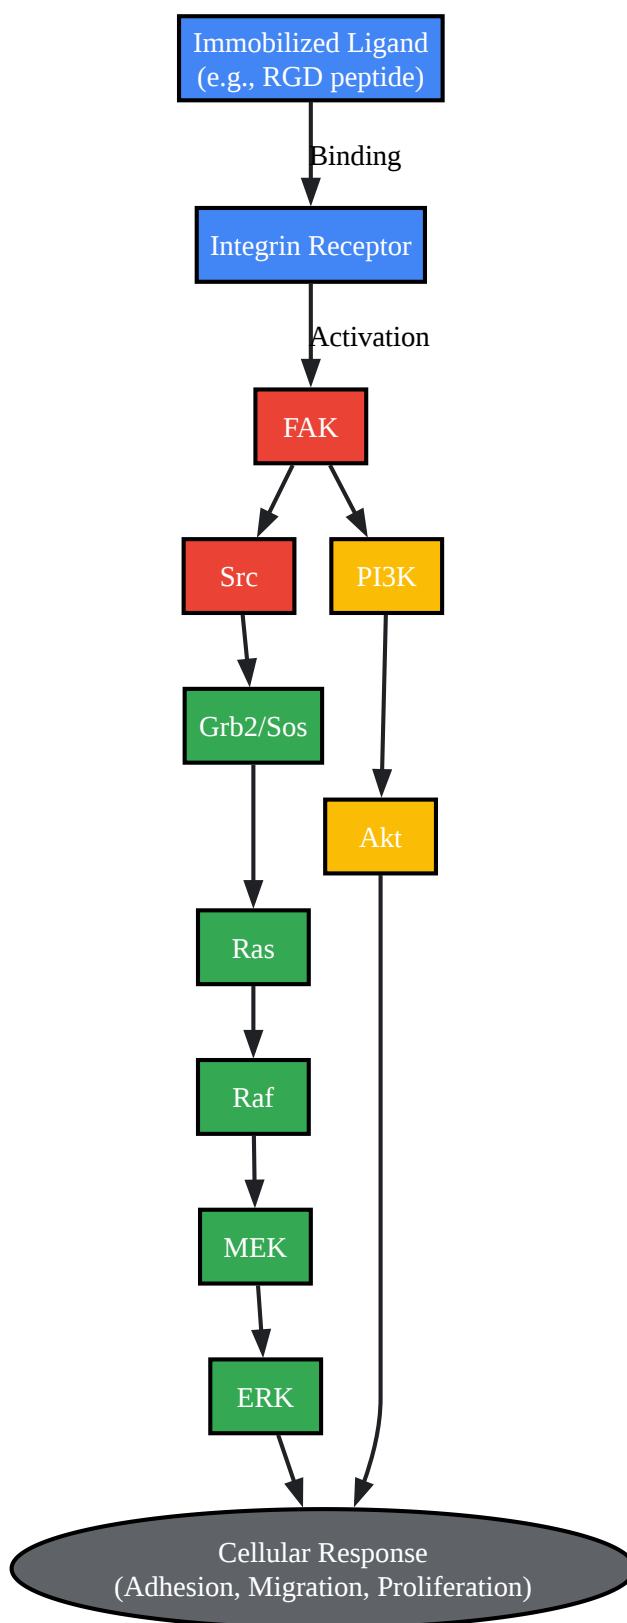 Immobilized Ligand
(e.g., RGD peptide)
Binding
Integrin Receptor
Activation
FAK
Src
PI3K
Grb2/Sos
Akt
Ras
Raf
MEK
ERK
Cellular Response
(Adhesion, Migration, Proliferation)